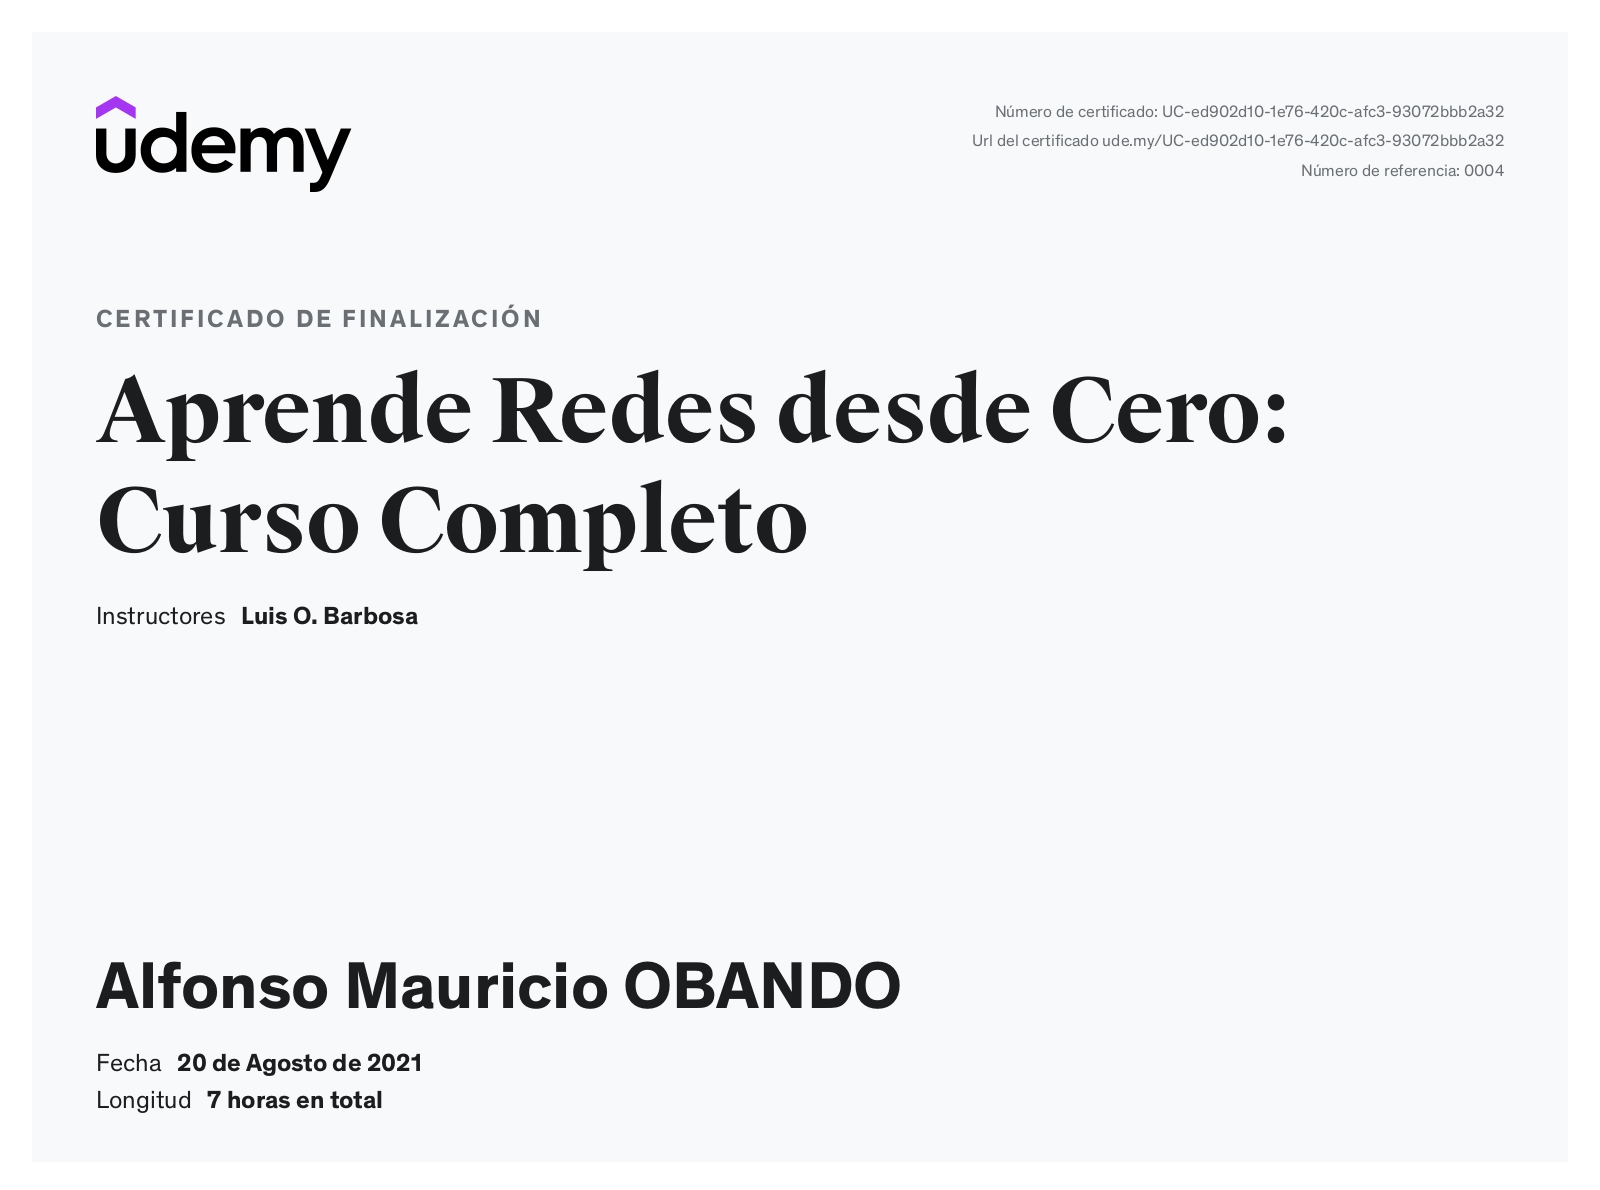 udemy
Número de certificado: UC-ed902d10-1e76-420c-afc3-93072bbb2a32
Url del certificado ude.my/UC-ed902d10-1e76-420c-afc3-93072bbb2a32
Número de referencia: 0004
CERTIFICADO DE FINALIZACIÓN
Aprende Redes desde Cero:
Curso Completo
Instructores Luis O. Barbosa
Alfonso Mauricio OBANDO
Fecha 20 de Agosto de 2021
Longitud 7 horas en total